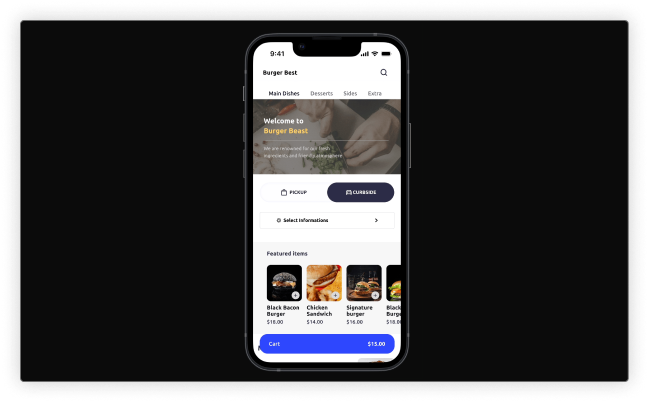 9:41
Burger Best
Main Dishes Desserts Sides Extra
Welcome to
Burger Beast
We are renowned for our fresh
ingredients and friendly atmosphere
PICKUP CURBSIDE
Select Informations
Featured items
Black Bacon Burger $18.00
Chicken Sandwich $14.00
Signature burger $16.00
Black Burge $18.0
Cart $15.00